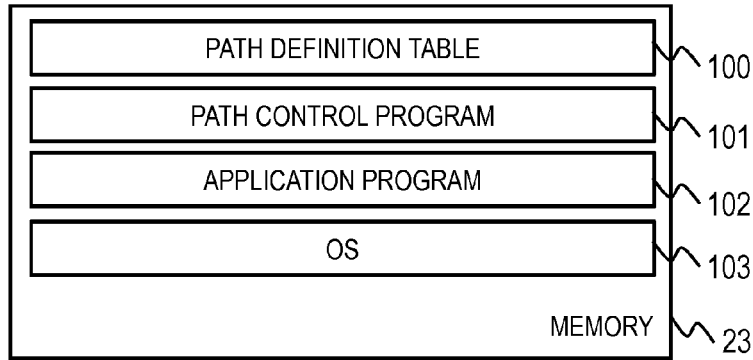 PATH DEFINITION TABLE
100
PATH CONTROL PROGRAM
101
APPLICATION PROGRAM
102
OS
103
MEMORY
23